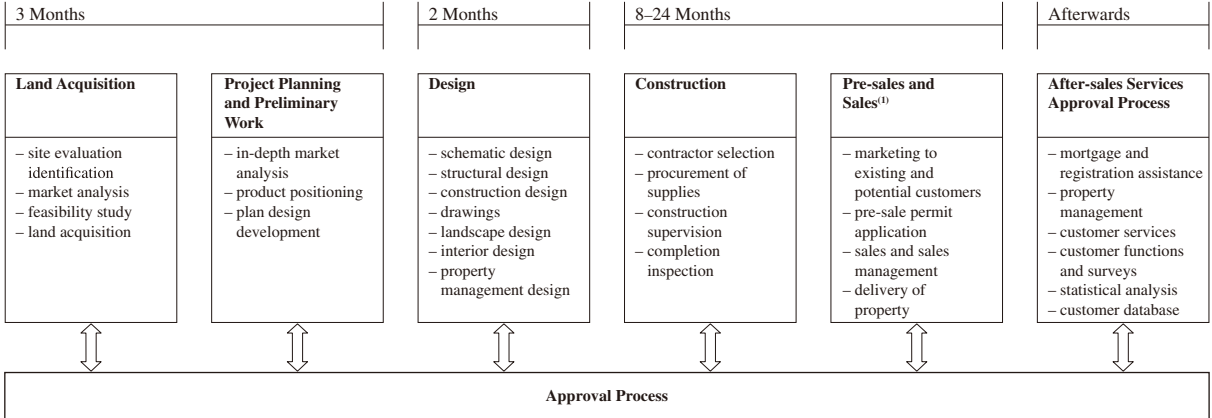 3 Months
2 Months
8–24 Months
Afterwards
Land Acquisition
– site evaluation
identification
– market analysis
– feasibility study
– land acquisition
Project Planning
and Preliminary
Work
– in-depth market
analysis
– product positioning
– plan design
development
Design
– schematic design
– structural design
– construction design
– drawings
– landscape design
– interior design
– property
management design
Construction
– contractor selection
– procurement of
supplies
– construction
supervision
– completion
inspection
Pre-sales and
Sales(1)
– marketing to
existing and
potential customers
– pre-sale permit
application
– sales and sales
management
– delivery of
property
After-sales Services
Approval Process
– mortgage and
registration assistance
– property
management
– customer services
– customer functions
and surveys
– statistical analysis
– customer database
Approval Process